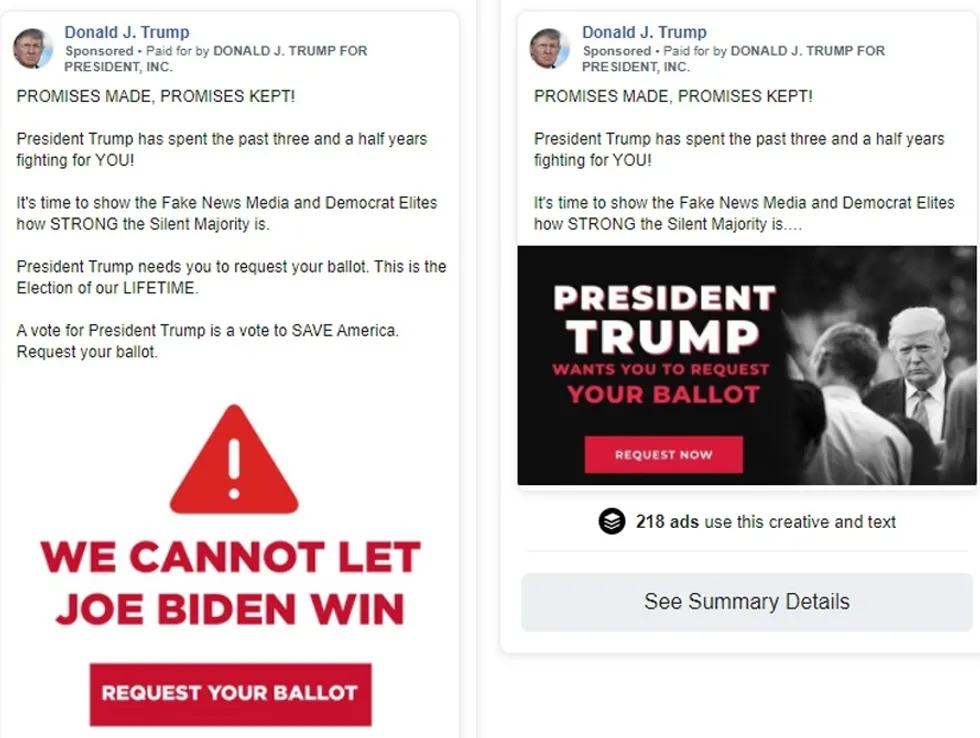 Donald J. Trump
Sponsored • Paid for by DONALD J. TRUMP FOR
PRESIDENT, INC.
PROMISES MADE, PROMISES KEPT!
President Trump has spent the past three and a half years
fighting for YOU!
It's time to show the Fake News Media and Democrat Elites
how STRONG the Silent Majority is.
President Trump needs you to request your ballot. This is the
Election of our LIFETIME.
A vote for President Trump is a vote to SAVE America.
Request your ballot.
!
WE CANNOT LET
JOE BIDEN WIN
REQUEST YOUR BALLOT
Donald J. Trump
Sponsored • Paid for by DONALD J. TRUMP FOR
PRESIDENT, INC.
PROMISES MADE, PROMISES KEPT!
President Trump has spent the past three and a half years
fighting for YOU!
It's time to show the Fake News Media and Democrat Elites
how STRONG the Silent Majority is....
PRESIDENT
TRUMP
WANTS YOU TO REQUEST
YOUR BALLOT
REQUEST NOW
218 ads use this creative and text
See Summary Details